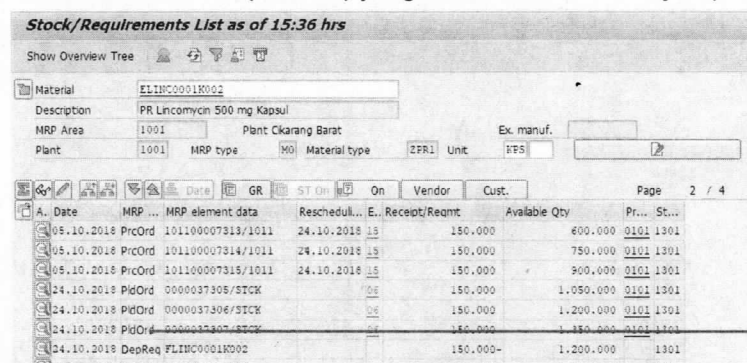 Stock/Requirements List as of 15:36 hrs
Show Overview Tree
Material ELINC0001K002
Description PR Lincomycin 500 mg Kapsul
MRP Area 1001 Plant Cikarang Barat Ex. manuf.
Plant 1001 MRP type M0 Material type ZPR1 Unit KPS
Date GR ST On On Vendor Cust. Page 2 / 4
A. Date MRP ... MRP element data Rescheduli... E.. Receipt/Reqmt Available Qty Pr... St...
05.10.2018 PrcOrd 101100007313/1011 24.10.2018 15 150.000 600.000 0101 1301
05.10.2018 PrcOrd 101100007314/1011 24.10.2018 15 150.000 750.000 0101 1301
05.10.2018 PrcOrd 101100007315/1011 24.10.2018 15 150.000 900.000 0101 1301
24.10.2018 PldOrd 0000037305/STCK 06 150.000 1.050.000 0101 1301
24.10.2018 PldOrd 0000037306/STCK 06 150.000 1.200.000 0101 1301
24.10.2018 PldOrd 0000037307/STCK 06 150.000 1.350.000 0101 1301
24.10.2018 DepReq FLINC0001K002 150.000- 1.200.000 1301